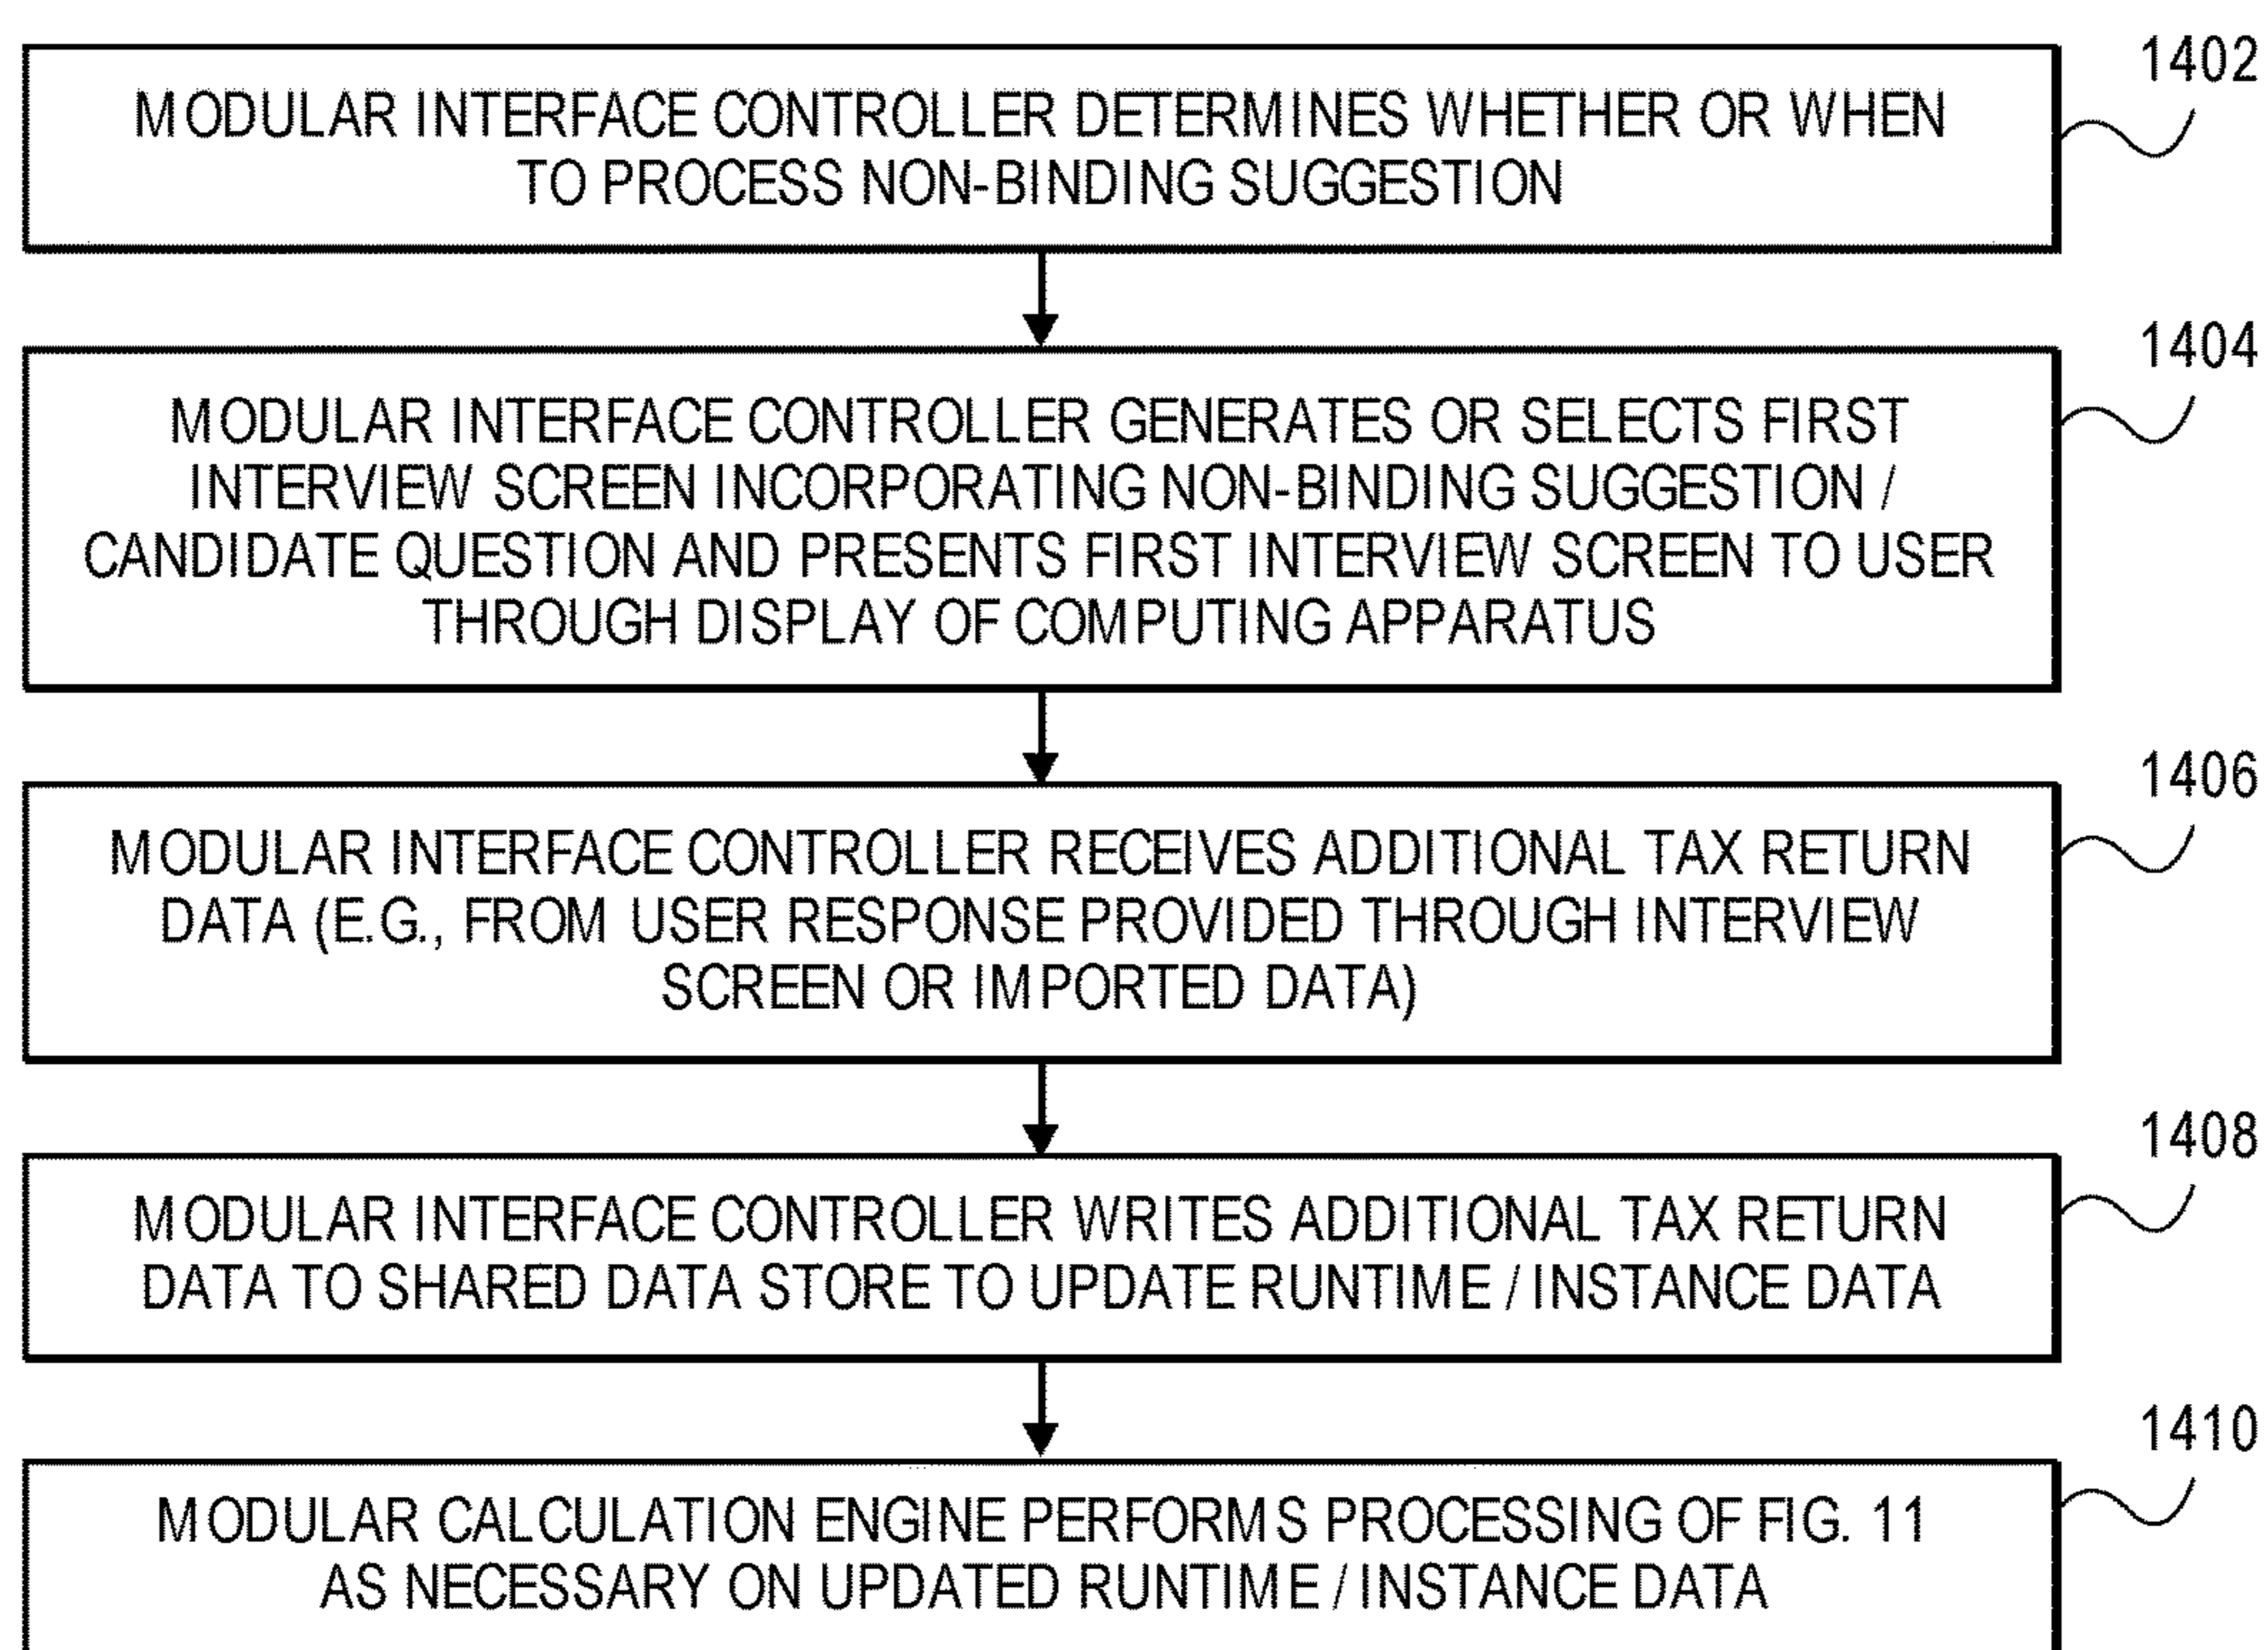 1402
MODULAR INTERFACE CONTROLLER DETERMINES WHETHER OR WHEN
TO PROCESS NON-BINDING SUGGESTION
1404
MODULAR INTERFACE CONTROLLER GENERATES OR SELECTS FIRST
INTERVIEW SCREEN INCORPORATING NON-BINDING SUGGESTION /
CANDIDATE QUESTION AND PRESENTS FIRST INTERVIEW SCREEN TO USER
THROUGH DISPLAY OF COMPUTING APPARATUS
1406
MODULAR INTERFACE CONTROLLER RECEIVES ADDITIONAL TAX RETURN
DATA (E.G., FROM USER RESPONSE PROVIDED THROUGH INTERVIEW
SCREEN OR IMPORTED DATA)
1408
MODULAR INTERFACE CONTROLLER WRITES ADDITIONAL TAX RETURN
DATA TO SHARED DATA STORE TO UPDATE RUNTIME / INSTANCE DATA
1410
MODULAR CALCULATION ENGINE PERFORMS PROCESSING OF FIG. 11
AS NECESSARY ON UPDATED RUNTIME / INSTANCE DATA